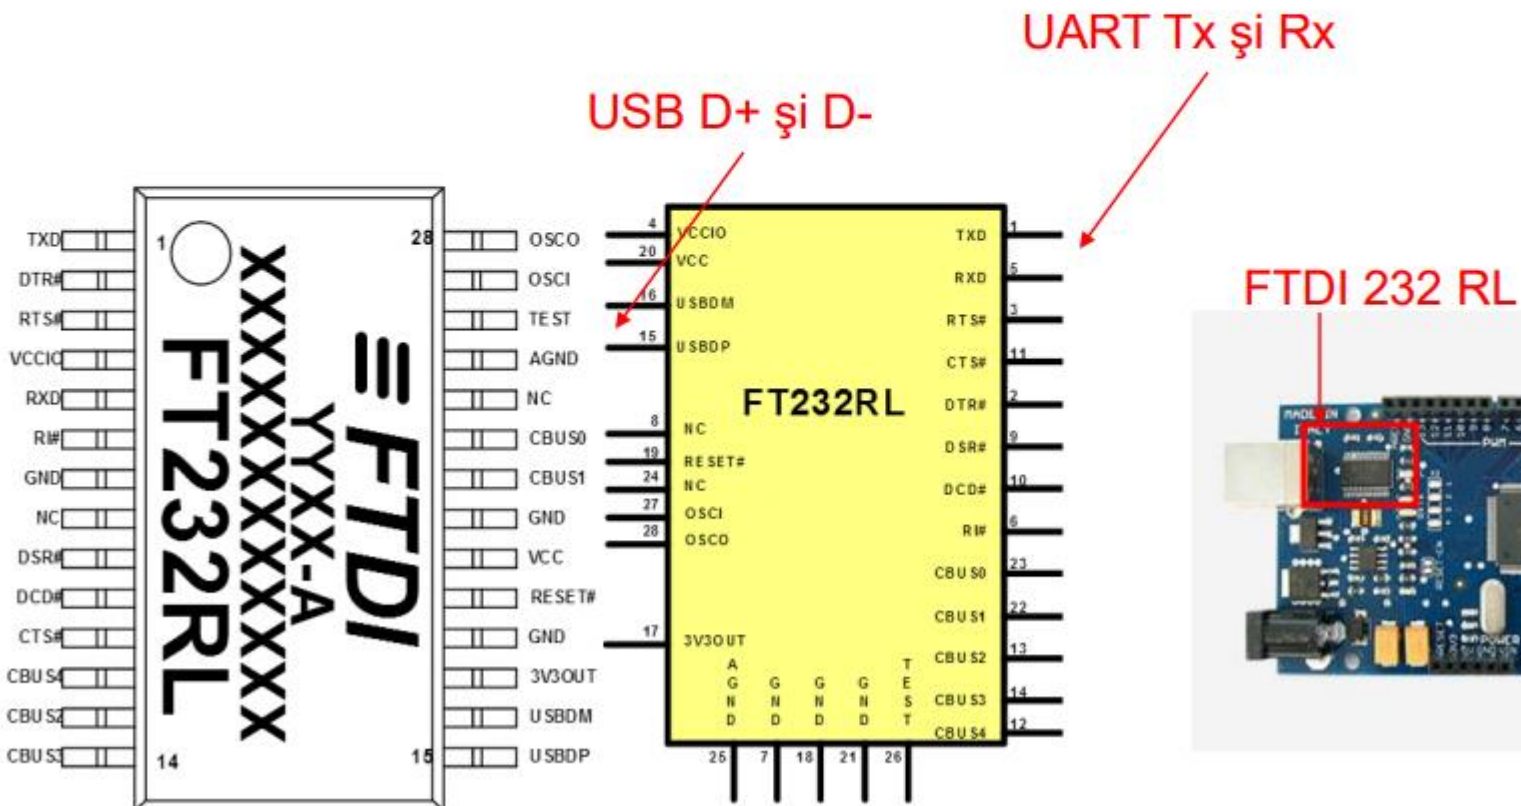 UART Tx şi Rx
USB D+ şi D-
FTDI 232 RL
TXD
DTR#
RTS#
VCCIO
RXD
RI#
GND
NC
DSR#
DCD#
CTS#
CBUS4
CBUS2
CBUS3
1
28
14
15
XXXXXXXXXXXX
FT232RL
YYXX-A
FTDI
OSCO
OSCI
TEST
AGND
NC
CBUS0
CBUS1
GND
VCC
RESET#
GND
3V3OUT
USBDM
USBDP
4 VCCIO
20 VCC
16 USBDM
15 USBDP
8 NC
19 RESET#
24 NC
27 OSCI
28 OSCO
17 3V3OUT
FT232RL
TXD 1
RXD 5
RTS# 3
CTS# 11
DTR# 2
DSR# 9
DCD# 10
RI# 6
CBUS0 23
CBUS1 22
CBUS2 13
CBUS3 14
CBUS4 12
AGND
GND
GND
GND
TEST
25 7 18 21 26
MADE IN
PWM
POWER